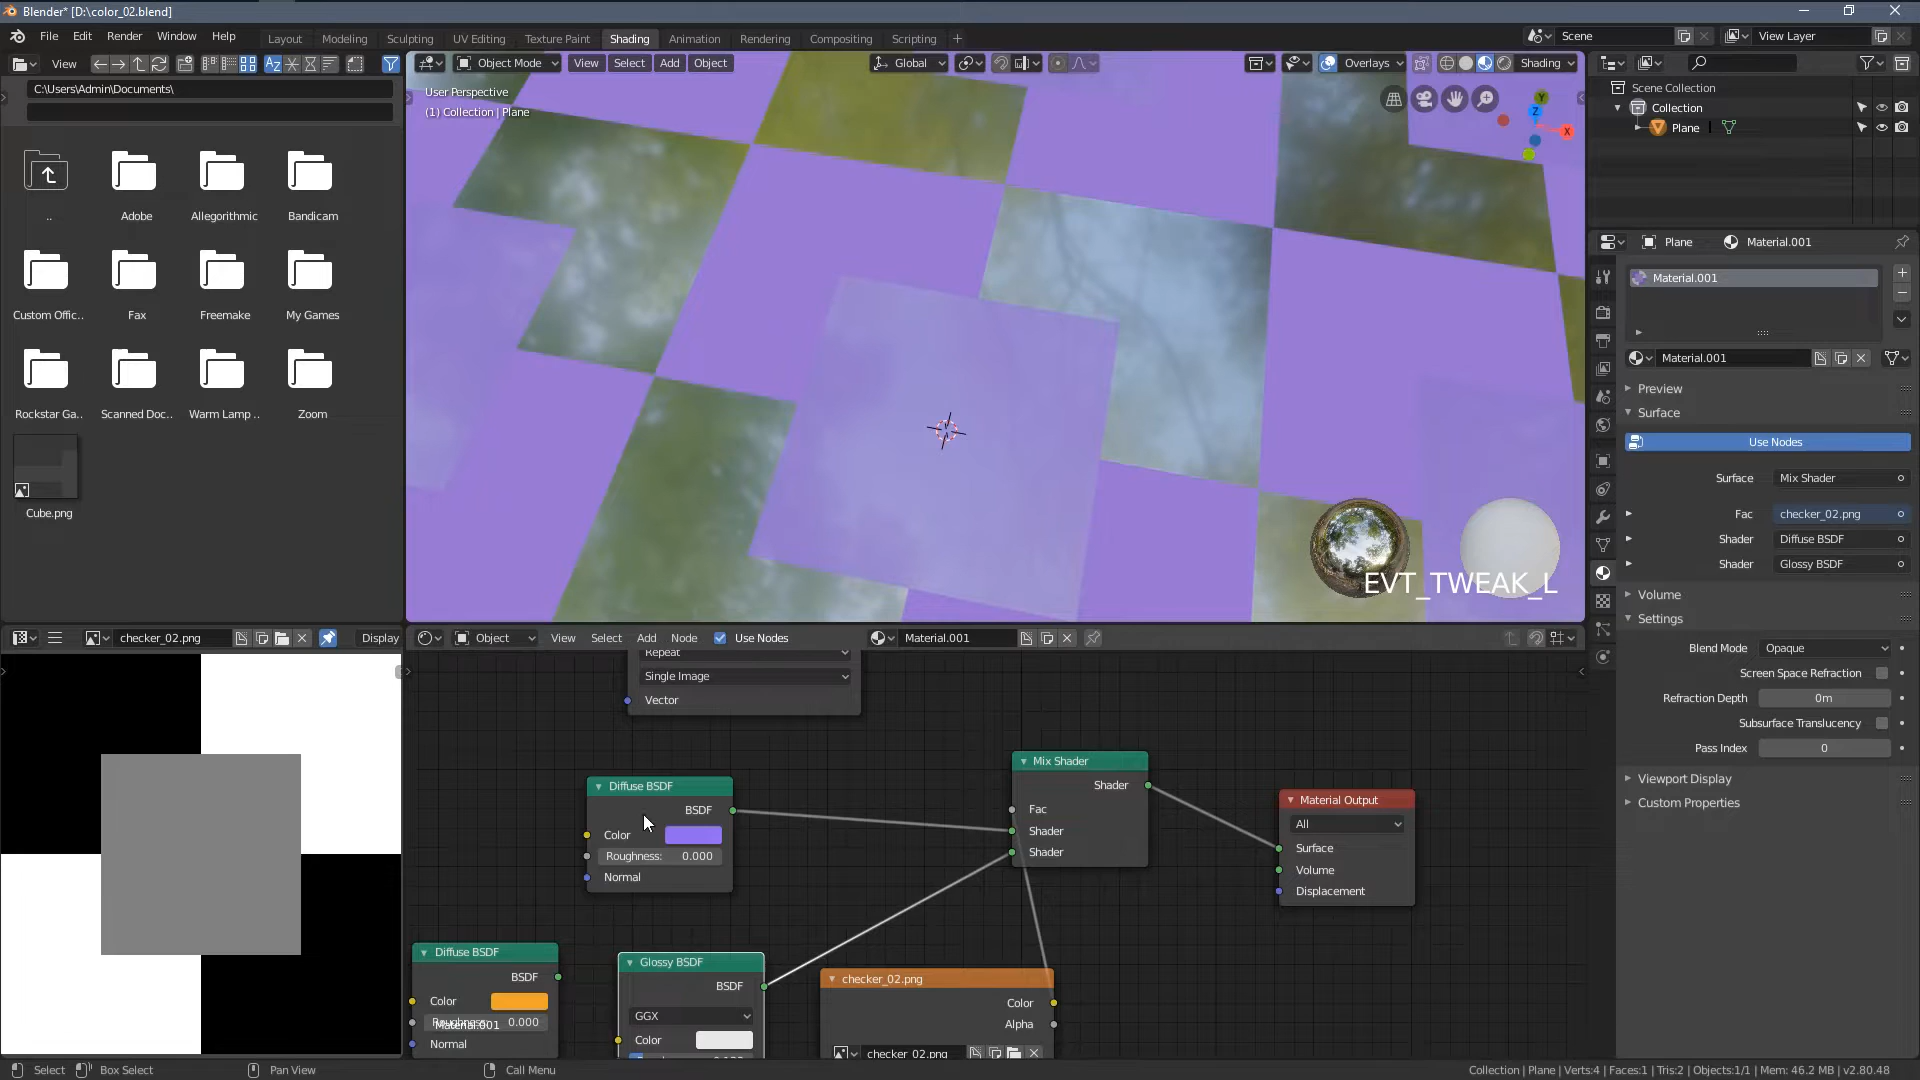 Blender* [D:\color_02.blend]
File Edit Render Window Help Layout Modeling Sculpting UV Editing Texture Paint Shading Animation Rendering Compositing Scripting + Scene View Layer
View
C:\Users\Admin\Documents\
..
Adobe
Allegorithmic
Bandicam
Custom Offic..
Fax
Freemake
My Games
Rockstar Ga..
Scanned Doc..
Warm Lamp ..
Zoom
Cube.png
Object Mode View Select Add Object Global Overlays Shading
User Perspective
(1) Collection | Plane
Z
Y
X
EVT_TWEAK_L
Scene Collection
Collection
Plane
Plane Material.001
Material.001
Material.001
Preview
Surface
Use Nodes
Surface Mix Shader
Fac checker_02.png
Shader Diffuse BSDF
Shader Glossy BSDF
Volume
Settings
Blend Mode Opaque
Screen Space Refraction
Refraction Depth 0m
Subsurface Translucency
Pass Index 0
Viewport Display
Custom Properties
checker_02.png Display
Object View Select Add Node Use Nodes Material.001
Repeat
Single Image
Vector
Diffuse BSDF
BSDF
Color
Roughness: 0.000
Normal
Mix Shader
Shader
Fac
Shader
Shader
Material Output
All
Surface
Volume
Displacement
Diffuse BSDF
BSDF
Color
Roughness: 0.000
Material.001
Normal
Glossy BSDF
BSDF
GGX
Color
checker_02.png
Color
Alpha
checker_02.png
Select Box Select Pan View Call Menu Collection | Plane | Verts:4 | Faces:1 | Tris:2 | Objects:1/1 | Mem: 46.2 MB | v2.80.48